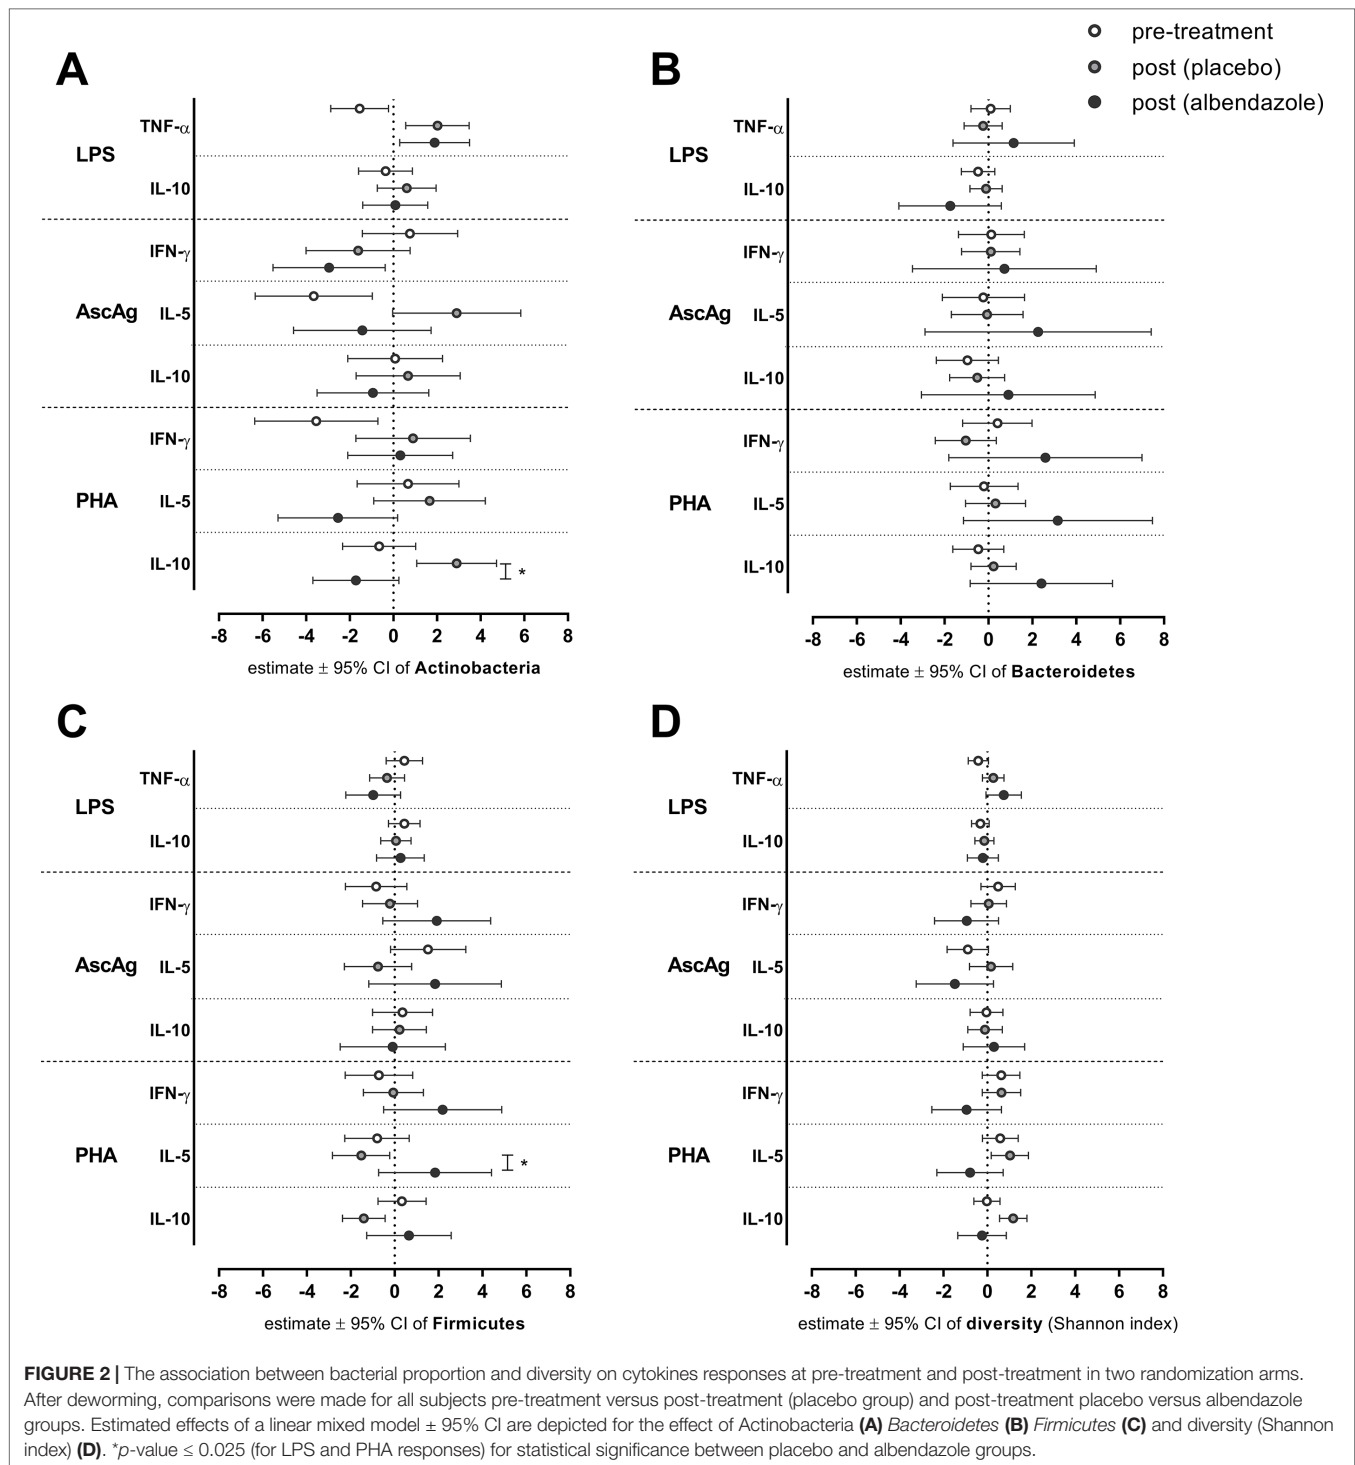 pre-treatment
post (placebo)
post (albendazole)
A
LPS
TNF-α
IL-10
AscAg
IFN-γ
IL-5
IL-10
PHA
IFN-γ
IL-5
IL-10
*
-8 -6 -4 -2 0 2 4 6 8
estimate ± 95% CI of Actinobacteria
B
LPS
TNF-α
IL-10
AscAg
IFN-γ
IL-5
IL-10
PHA
IFN-γ
IL-5
IL-10
-8 -6 -4 -2 0 2 4 6 8
estimate ± 95% CI of Bacteroidetes
C
LPS
TNF-α
IL-10
AscAg
IFN-γ
IL-5
IL-10
PHA
IFN-γ
IL-5
*
IL-10
-8 -6 -4 -2 0 2 4 6 8
estimate ± 95% CI of Firmicutes
D
LPS
TNF-α
IL-10
AscAg
IFN-γ
IL-5
IL-10
PHA
IFN-γ
IL-5
IL-10
-8 -6 -4 -2 0 2 4 6 8
estimate ± 95% CI of diversity (Shannon index)
FIGURE 2 | The association between bacterial proportion and diversity on cytokines responses at pre-treatment and post-treatment in two randomization arms.
After deworming, comparisons were made for all subjects pre-treatment versus post-treatment (placebo group) and post-treatment placebo versus albendazole
groups. Estimated effects of a linear mixed model ± 95% CI are depicted for the effect of Actinobacteria (A) Bacteroidetes (B) Firmicutes (C) and diversity (Shannon
index) (D). *p-value ≤ 0.025 (for LPS and PHA responses) for statistical significance between placebo and albendazole groups.